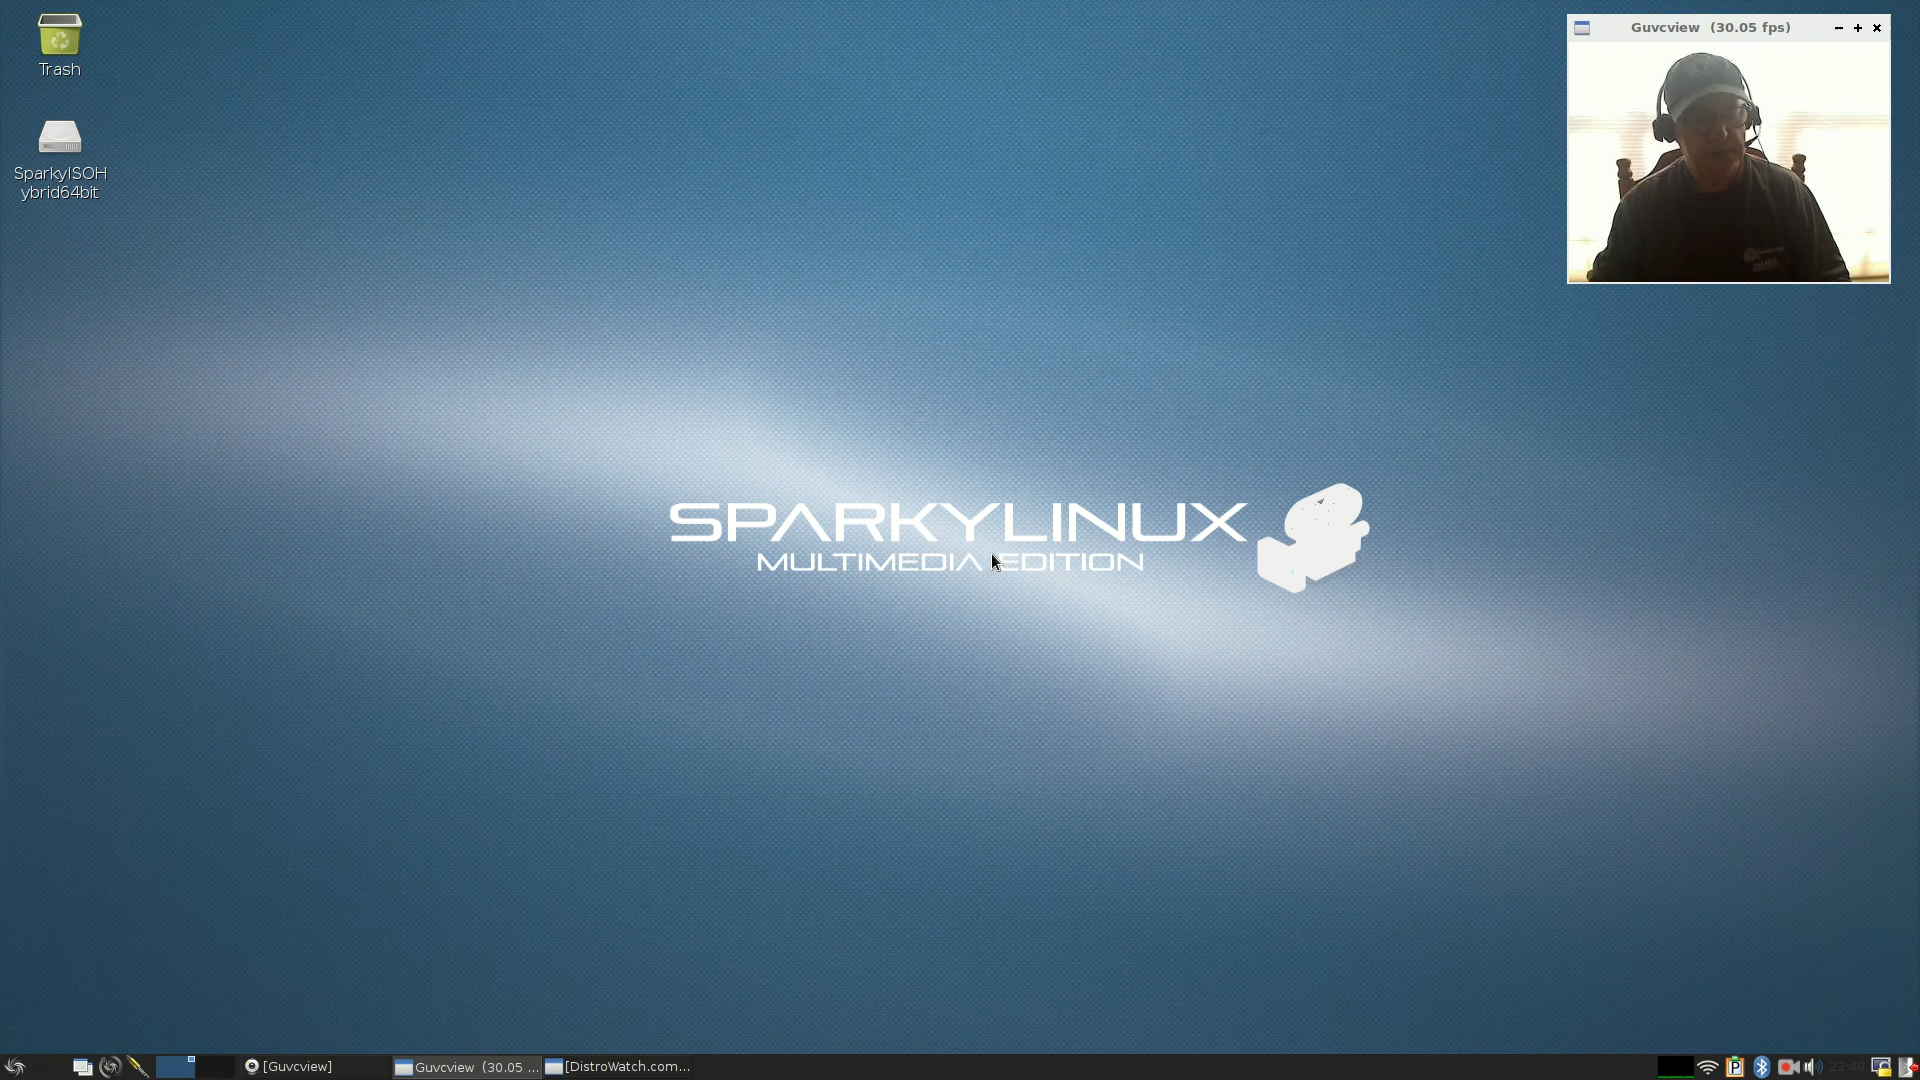 Trash
SparkyISOH
ybrid64bit
Guvcview (30.05 fps)
SPARKYLINUX
MULTIMEDIA EDITION
[Guvcview]
Guvcview (30.05 ...
[DistroWatch.com...
P